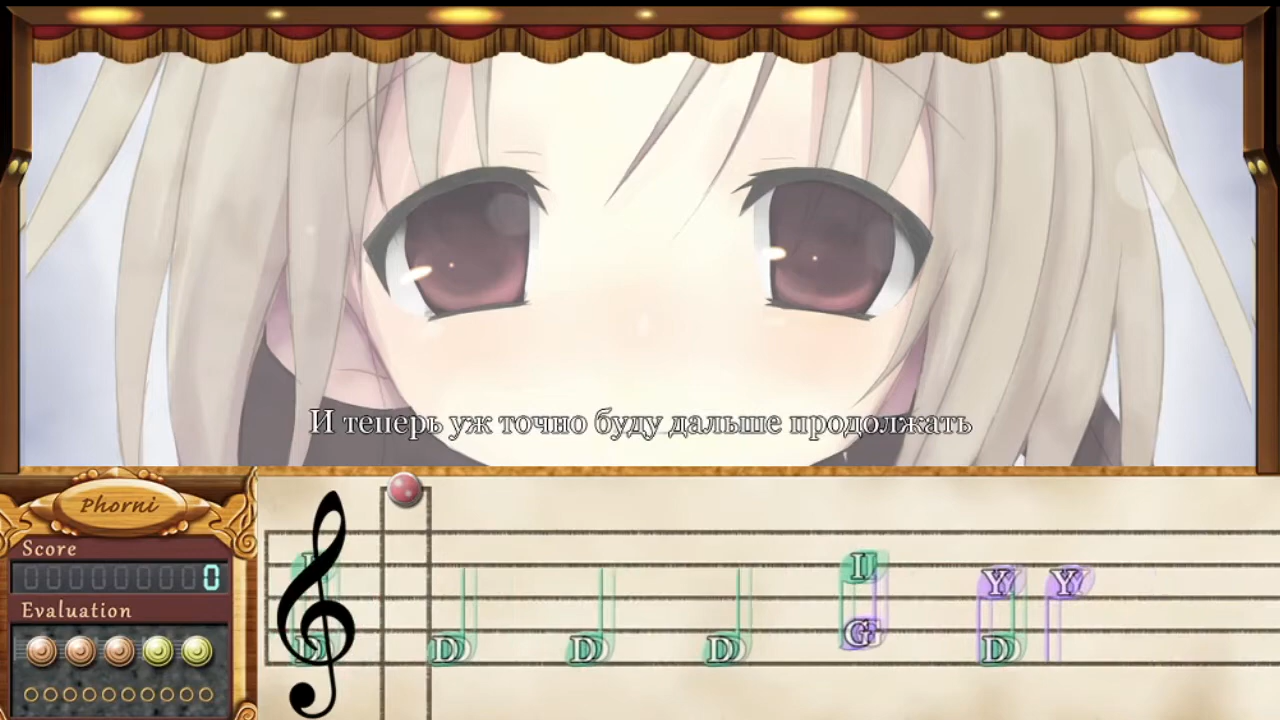 И теперь уж точно буду дальше продолжать
Phorni
Score
0
Evaluation
I I Y Y
D D D D G D